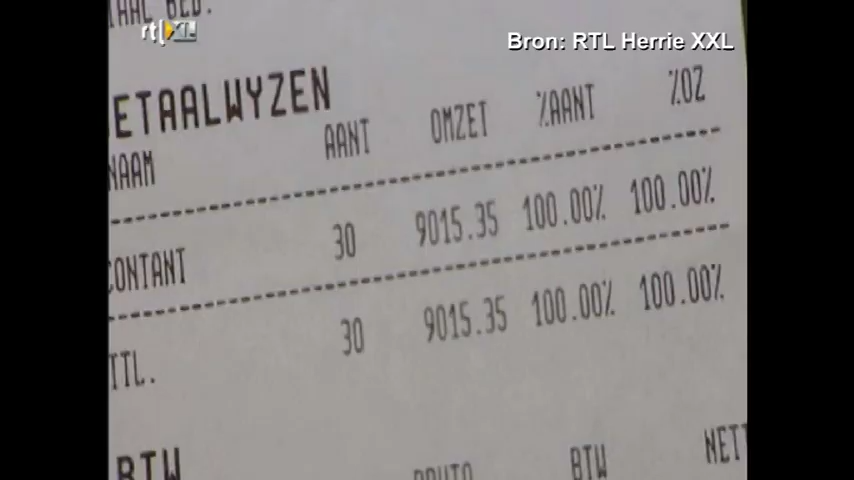 rtl XL
Bron: RTL Herrie XXL
ETAALWYZEN
NAAM AANT OMZET %AANT %OZ
CONTANT 30 9015.35 100.00% 100.00%
TTL. 30 9015.35 100.00% 100.00%
BTW BTW NETT